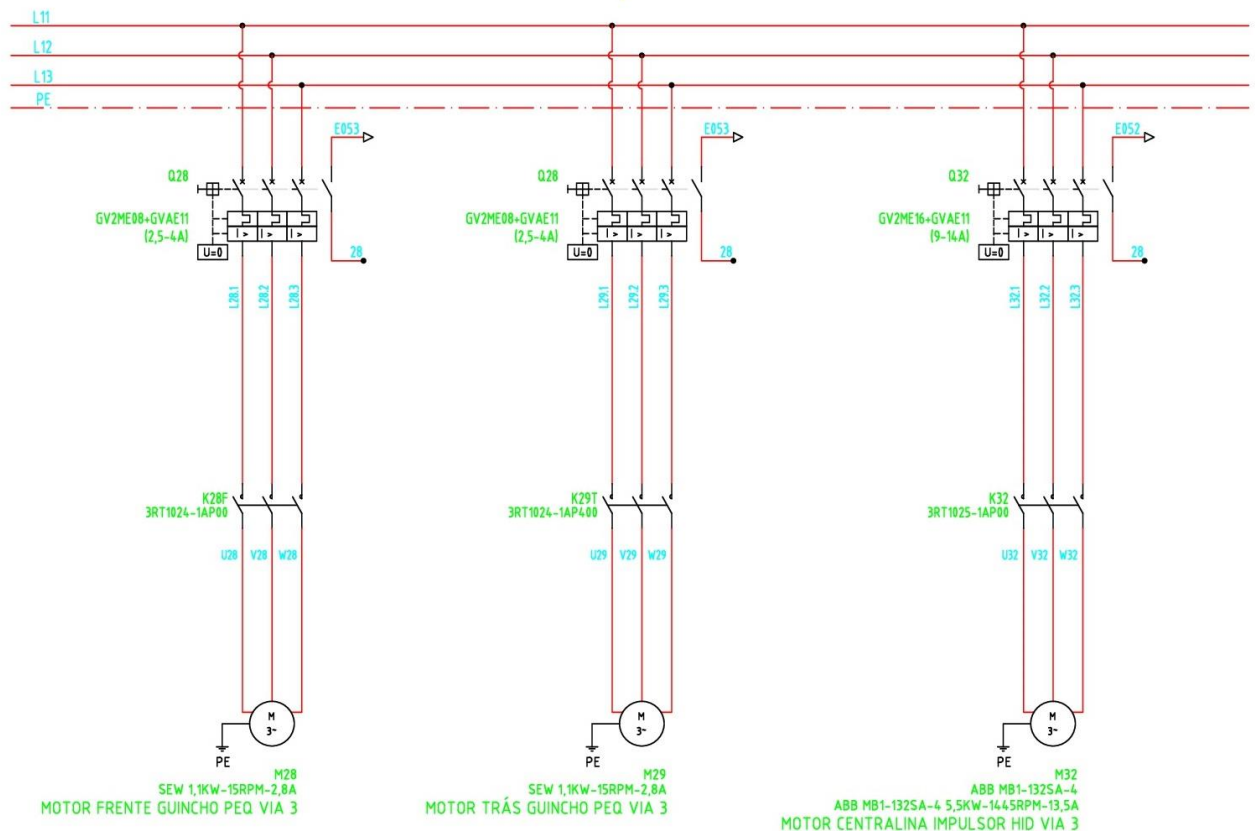 L11
L12
L13
PE
E053
Q28
GV2ME08+GVAE11
(2,5-4A)
I >
I >
I >
U=0
28
L28.1
L28.2
L28.3
K28F
3RT1024-1AP00
U28
V28
W28
M
3~
PE
M28
SEW 1,1KW-15RPM-2,8A
MOTOR FRENTE GUINCHO PEQ VIA 3
E053
Q28
GV2ME08+GVAE11
(2,5-4A)
I >
I >
I >
U=0
28
L29.1
L29.2
L29.3
K29T
3RT1024-1AP400
U29
V29
W29
M
3~
PE
M29
SEW 1,1KW-15RPM-2,8A
MOTOR TRÁS GUINCHO PEQ VIA 3
E052
Q32
GV2ME16+GVAE11
(9-14A)
I >
I >
I >
U=0
28
L32.1
L32.2
L32.3
K32
3RT1025-1AP00
U32
V32
W32
M
3~
PE
M32
ABB MB1-132SA-4
ABB MB1-132SA-4 5,5KW-1445RPM-13,5A
MOTOR CENTRALINA IMPULSOR HID VIA 3